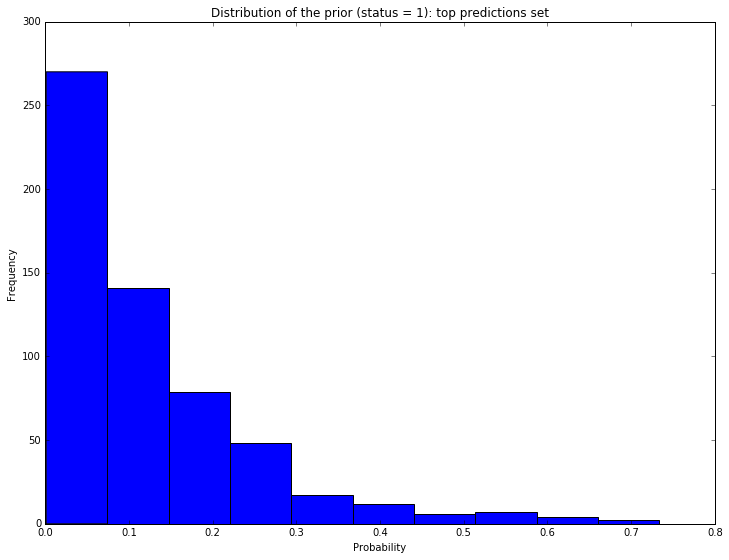 Distribution of the prior (status = 1): top predictions set
300
250
200
150
100
50
0
Frequency
0.0 0.1 0.2 0.3 0.4 0.5 0.6 0.7 0.8
Probability